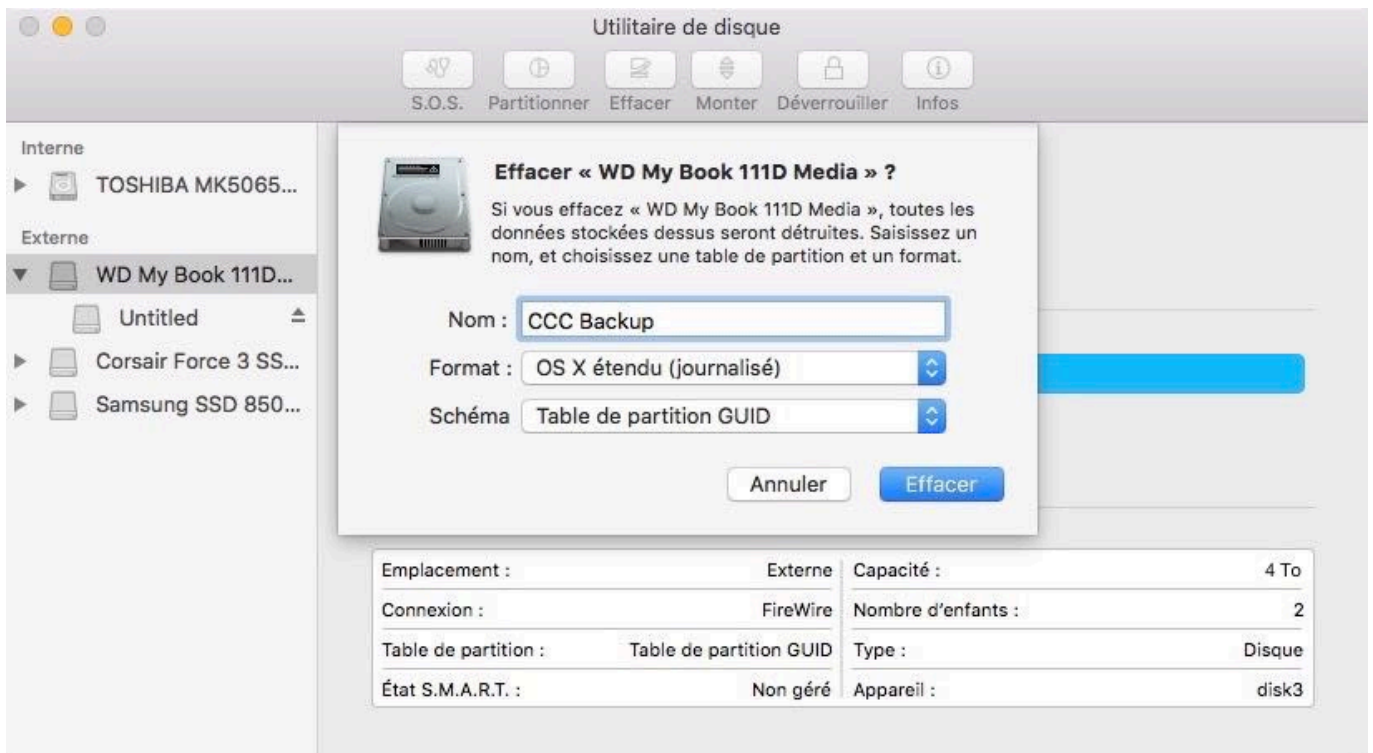 Utilitaire de disque
S.O.S. Partitionner Effacer Monter Déverrouiller Infos
Interne
TOSHIBA MK5065...
Externe
WD My Book 111D...
Untitled
Corsair Force 3 SS...
Samsung SSD 850...
Effacer « WD My Book 111D Media » ?
Si vous effacez « WD My Book 111D Media », toutes les
données stockées dessus seront détruites. Saisissez un
nom, et choisissez une table de partition et un format.
Nom : CCC Backup
Format : OS X étendu (journalisé)
Schéma Table de partition GUID
Annuler Effacer
Emplacement : Externe Capacité : 4 To
Connexion : FireWire Nombre d'enfants : 2
Table de partition : Table de partition GUID Type : Disque
État S.M.A.R.T. : Non géré Appareil : disk3